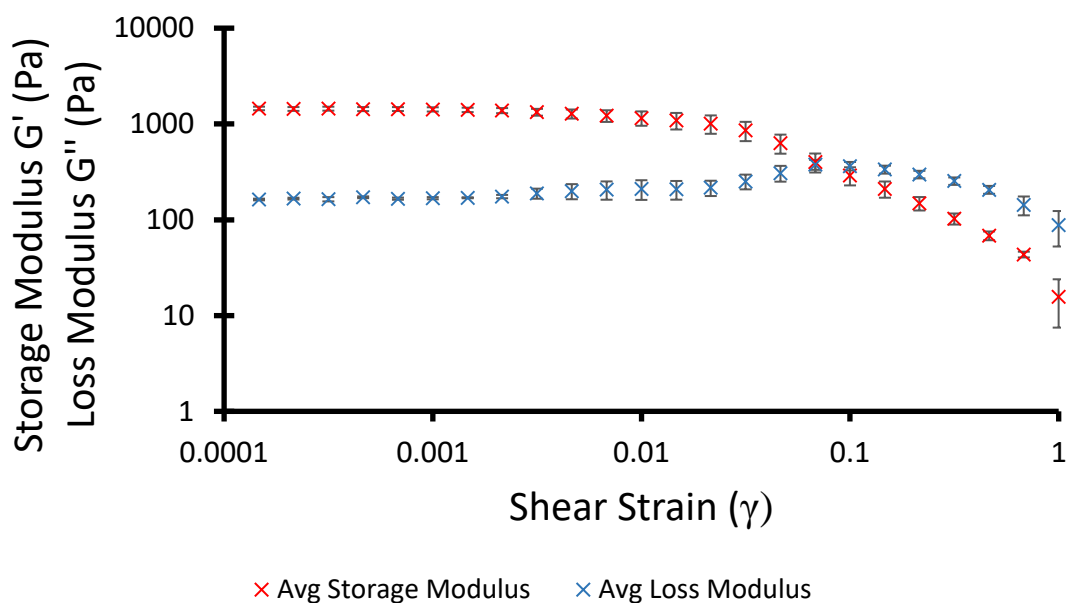 Storage Modulus G' (Pa)
Loss Modulus G'' (Pa)
10000
1000
100
10
1
0.0001
0.001
0.01
0.1
1
Shear Strain (γ)
Avg Storage Modulus
Avg Loss Modulus